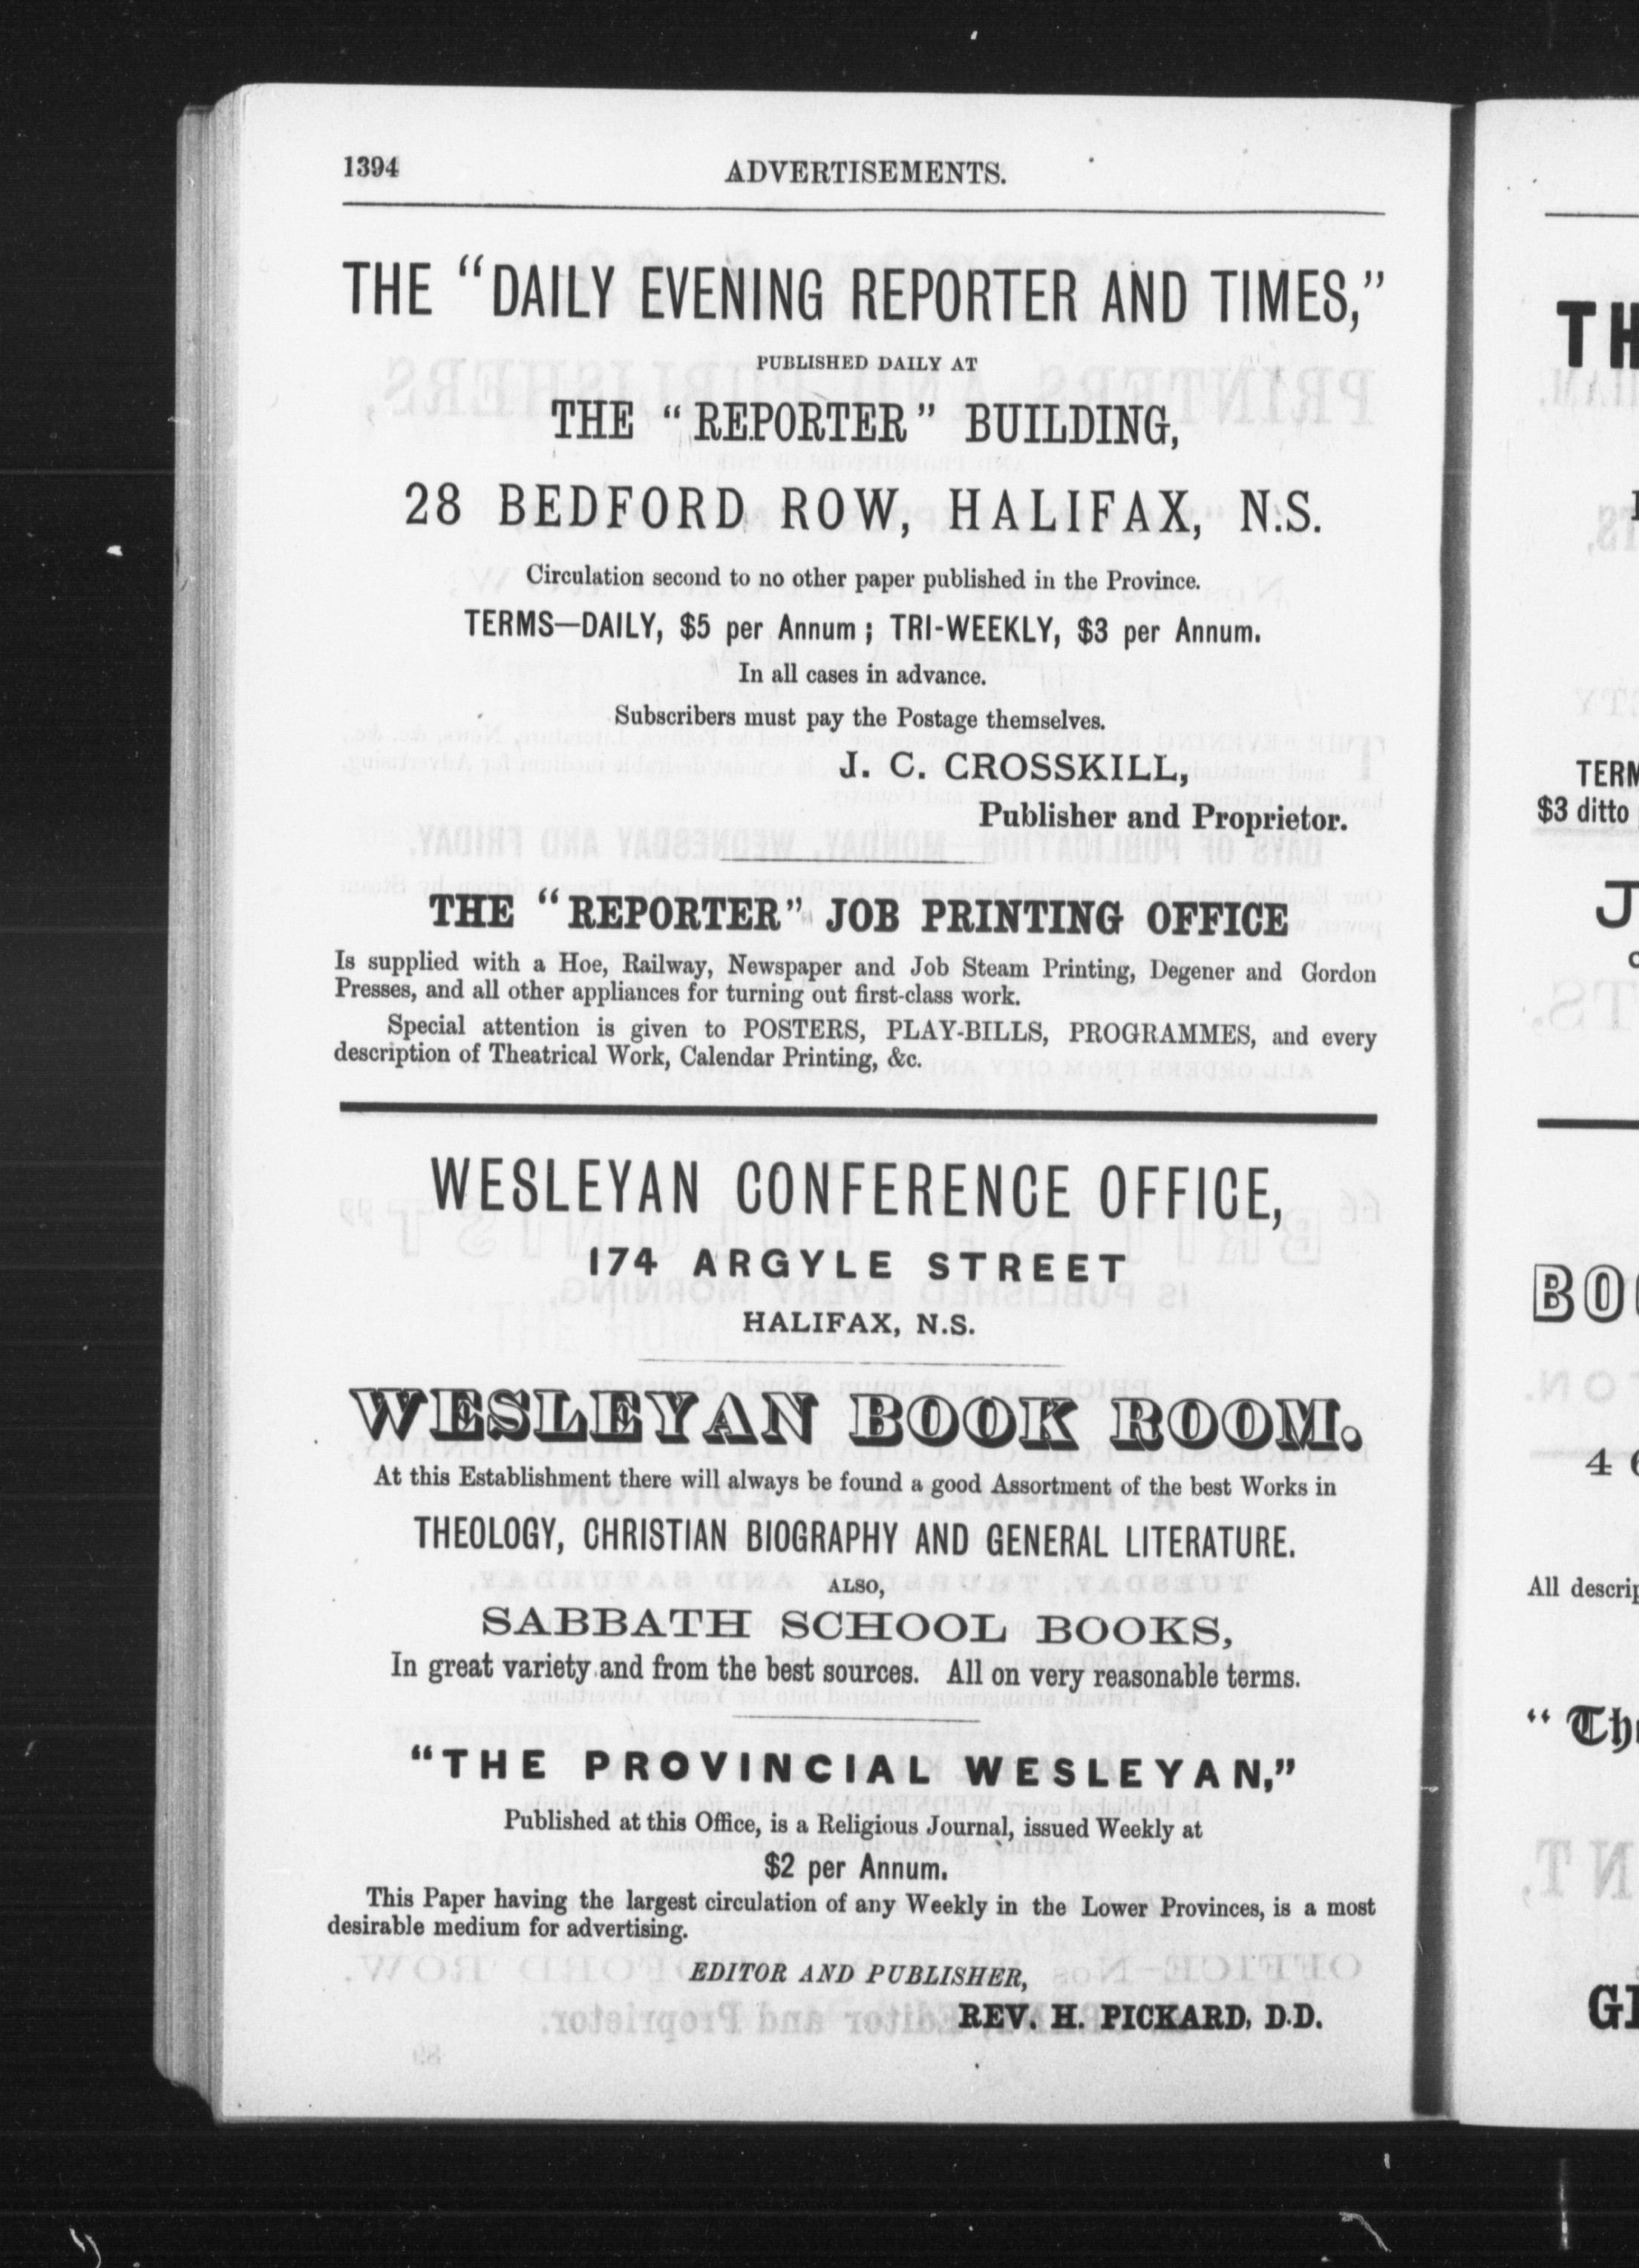 1394
ADVERTISEMENTS.
THE "DAILY EVENING REPORTER AND TIMES,"
PUBLISHED DAILY AT
THE "REPORTER" BUILDING,
28 BEDFORD ROW, HALIFAX, N.S.
Circulation second to no other paper published in the Province.
TERMS—DAILY, $5 per Annum; TRI-WEEKLY, $3 per Annum.
In all cases in advance.
Subscribers must pay the Postage themselves.
J. C. CROSSKILL,
Publisher and Proprietor.
THE "REPORTER" JOB PRINTING OFFICE
Is supplied with a Hoe, Railway, Newspaper and Job Steam Printing, Degener and Gordon
Presses, and all other appliances for turning out first-class work.
Special attention is given to POSTERS, PLAY-BILLS, PROGRAMMES, and every
description of Theatrical Work, Calendar Printing, &c.
WESLEYAN CONFERENCE OFFICE,
174 ARGYLE STREET
HALIFAX, N.S.
WESLEYAN BOOK ROOM.
At this Establishment there will always be found a good Assortment of the best Works in
THEOLOGY, CHRISTIAN BIOGRAPHY AND GENERAL LITERATURE.
ALSO,
SABBATH SCHOOL BOOKS,
In great variety and from the best sources. All on very reasonable terms.
"THE PROVINCIAL WESLEYAN,"
Published at this Office, is a Religious Journal, issued Weekly at
$2 per Annum.
This Paper having the largest circulation of any Weekly in the Lower Provinces, is a most
desirable medium for advertising.
EDITOR AND PUBLISHER,
REV. H. PICKARD, D.D.
TH
TERM
$3 ditto
J
BOO
4 6
All descrip
"The
GE